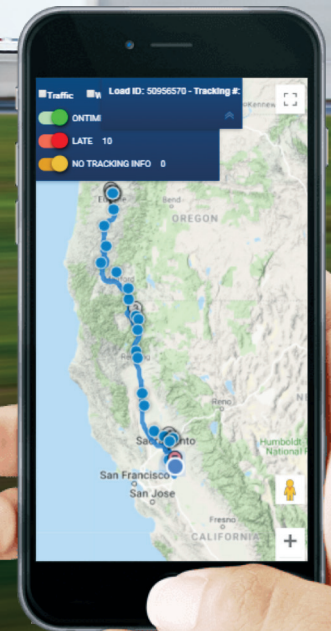 Traffic
Load ID: 50956570 - Tracking #:
ONTIM
LATE 10
NO TRACKING INFO 0
Bend
OREGON
Reno
Sacramento
Humboldt
National F
San Francisco
San Jose
Fresno
CALIFORNIA